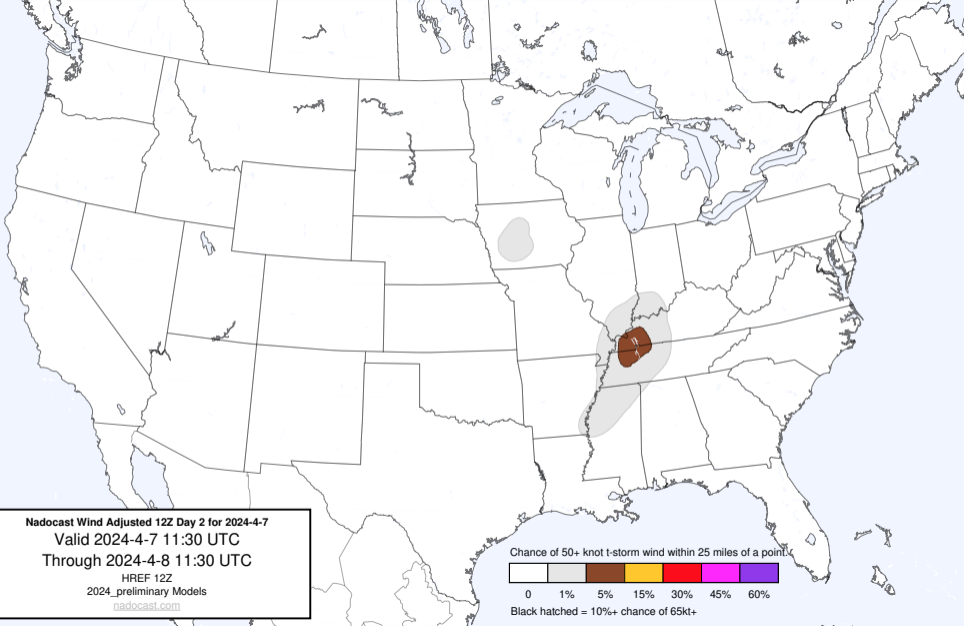 Nadocast Wind Adjusted 12Z Day 2 for 2024-4-7
Valid 2024-4-7 11:30 UTC
Through 2024-4-8 11:30 UTC
HREF 12Z
2024_preliminary Models
nadocast.com
Chance of 50+ knot t-storm wind within 25 miles of a point.
0 1% 5% 15% 30% 45% 60%
Black hatched = 10%+ chance of 65kt+